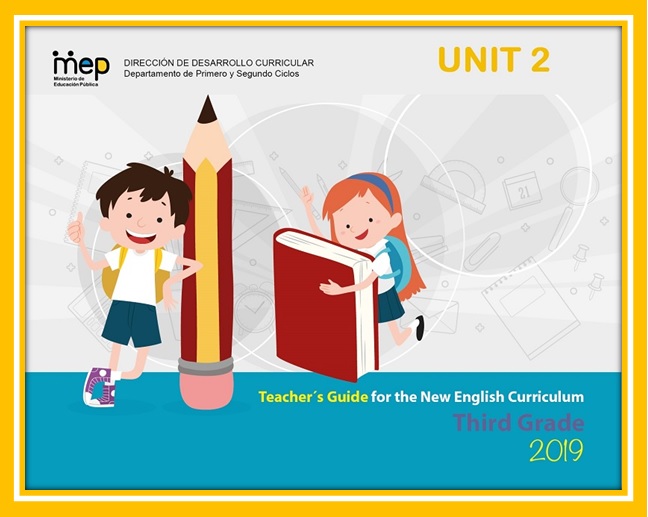 mep
Ministerio de
Educación Pública
DIRECCIÓN DE DESARROLLO CURRICULAR
Departamento de Primero y Segundo Ciclos
UNIT 2
21
Teacher´s Guide for the New English Curriculum
Third Grade
2019